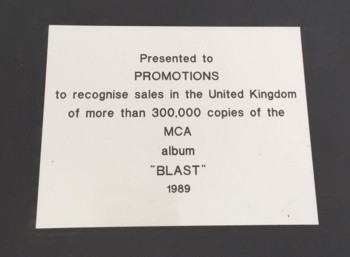 Presented to
PROMOTIONS
to recognise sales in the United Kingdom
of more than 300,000 copies of the
MCA
album
"BLAST"
1989